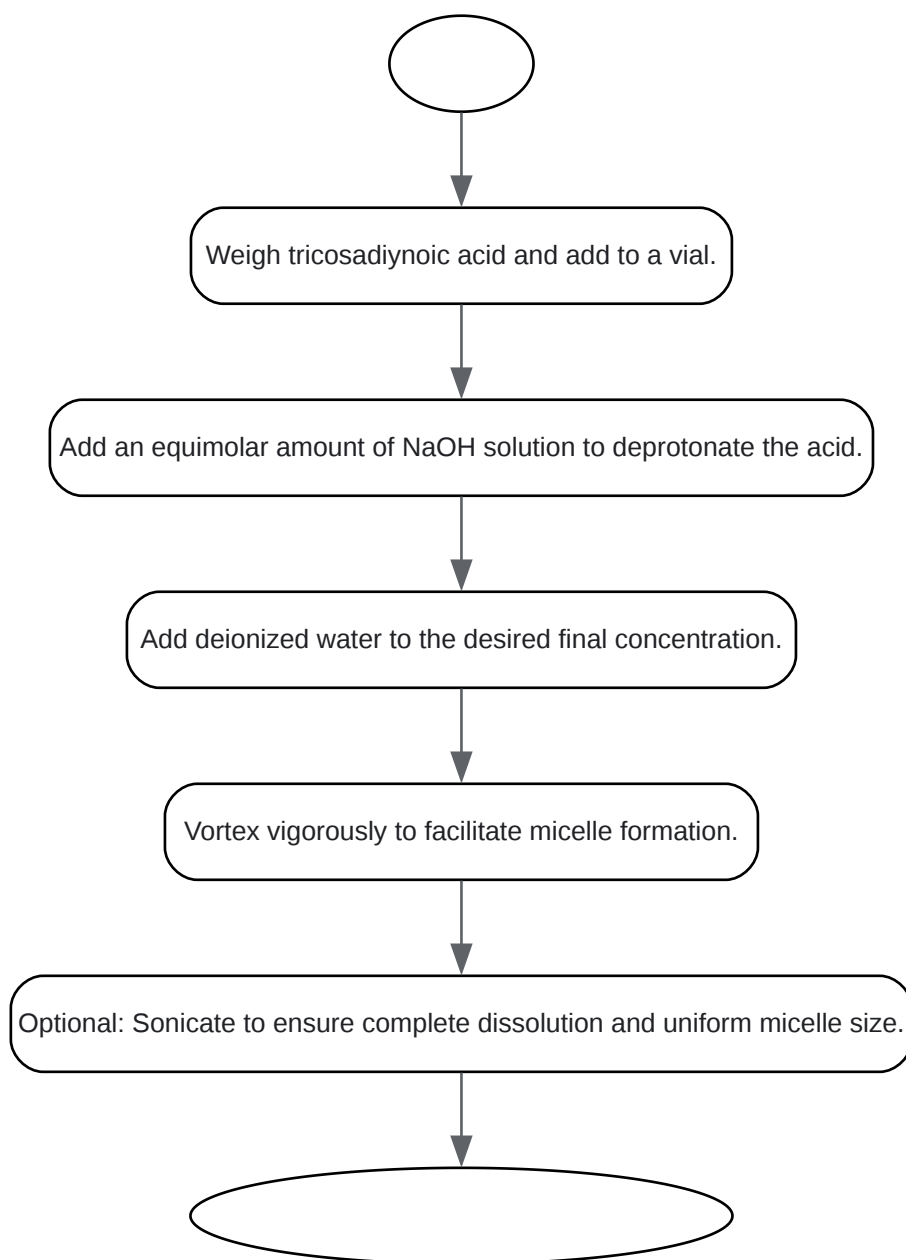 Weigh tricosadiynoic acid and add to a vial.
Add an equimolar amount of NaOH solution to deprotonate the acid.
Add deionized water to the desired final concentration.
Vortex vigorously to facilitate micelle formation.
Optional: Sonicate to ensure complete dissolution and uniform micelle size.